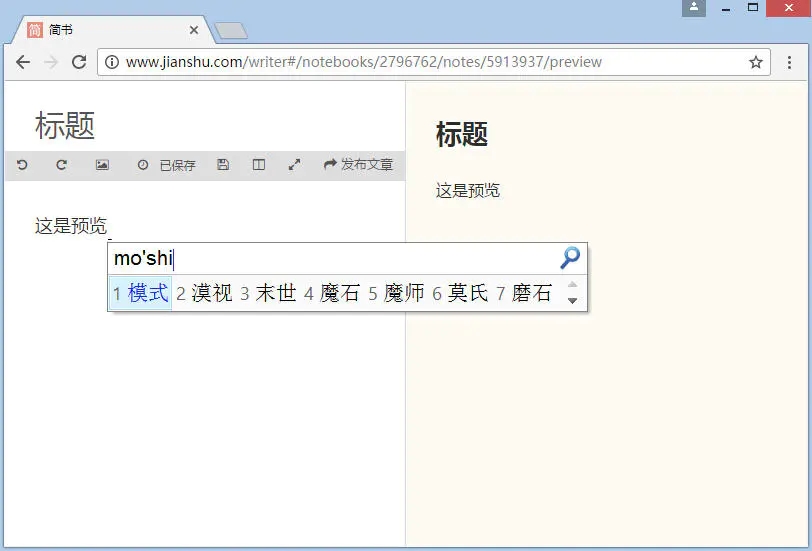 简 简书
www.jianshu.com/writer#/notebooks/2796762/notes/5913937/preview
标题
已保存 发布文章
这是预览
mo'shi
1 模式 2 漠视 3 末世 4 魔石 5 魔师 6 莫氏 7 磨石
标题
这是预览